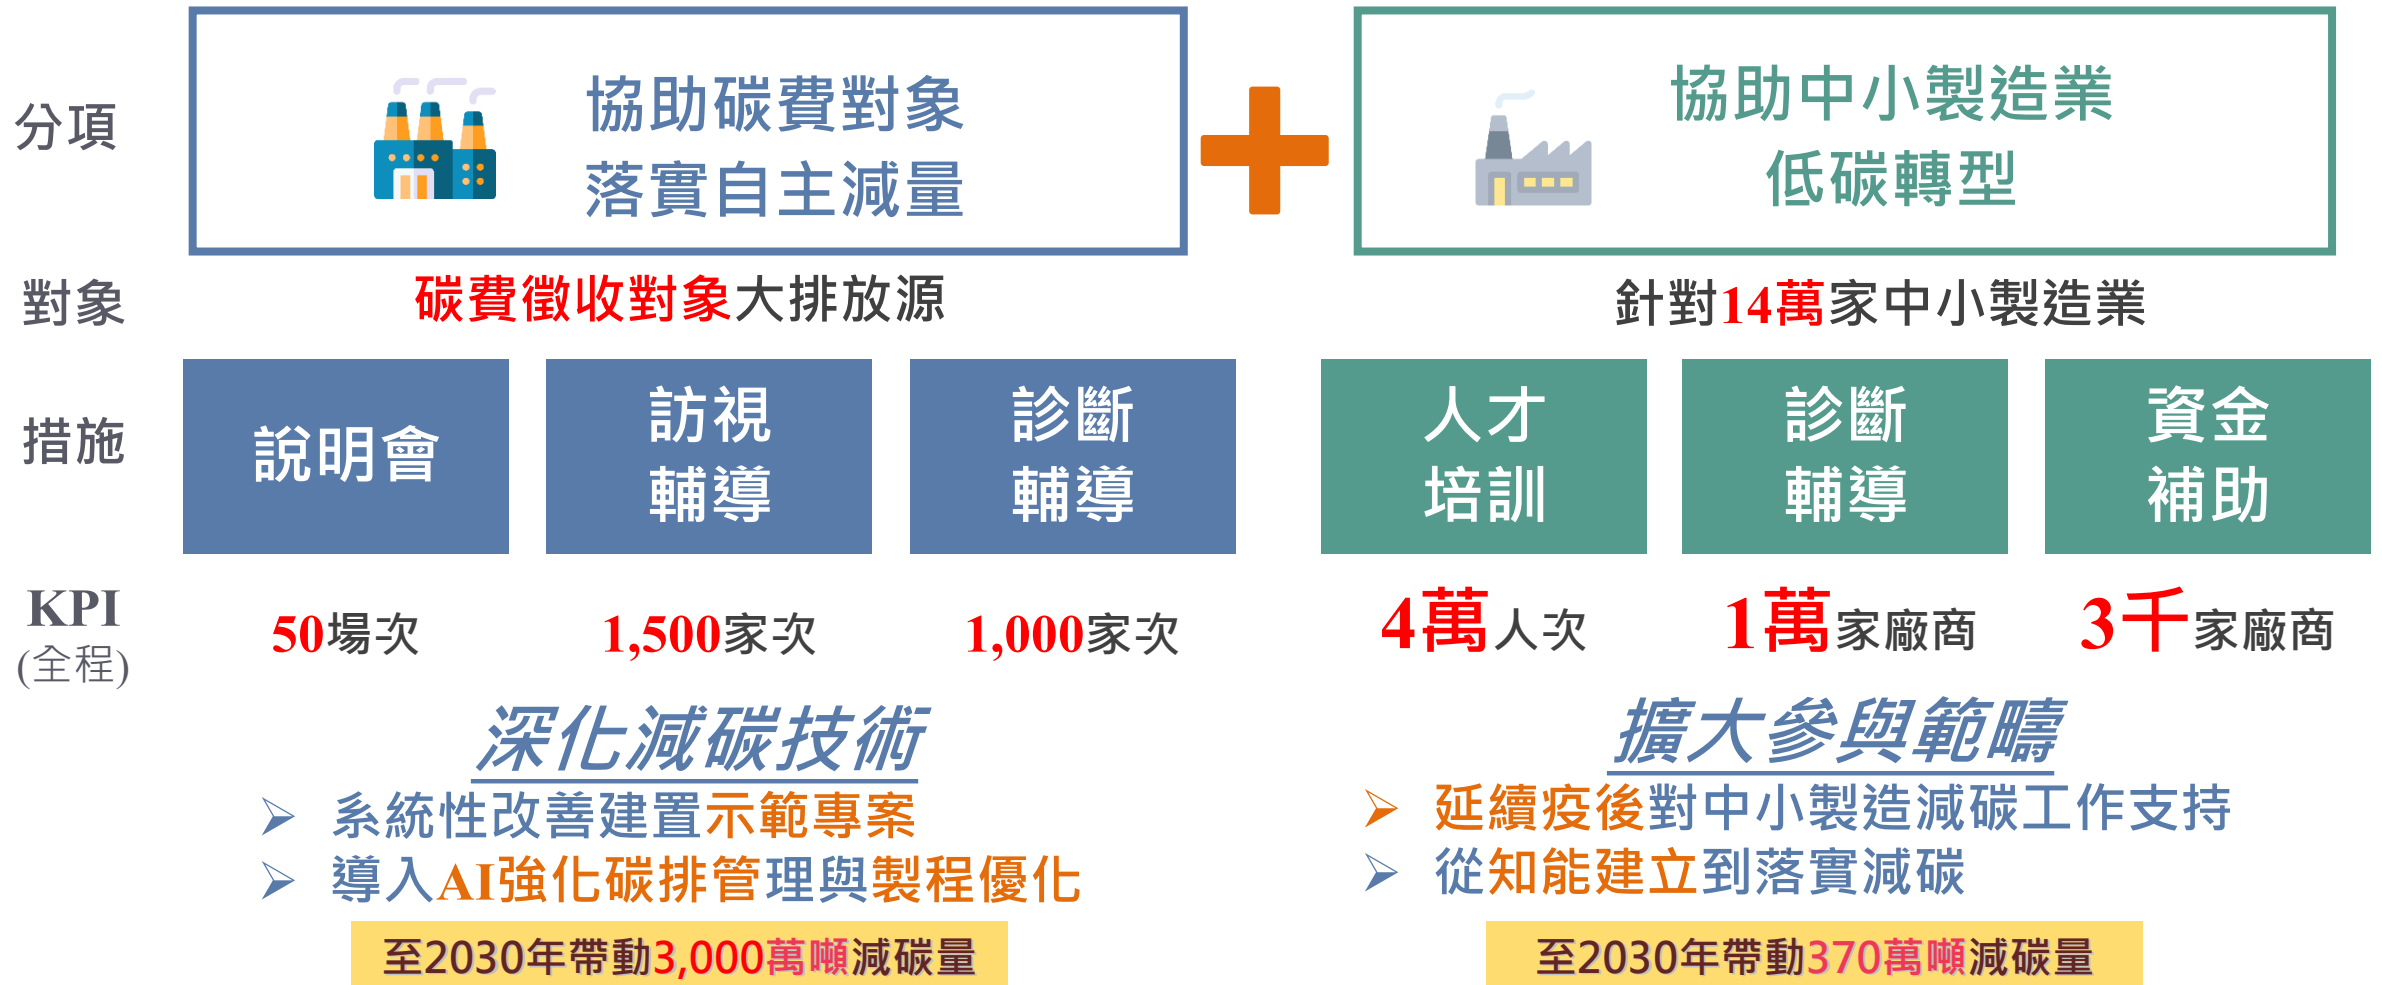 分項
協助碳費對象
落實自主減量
協助中小製造業
低碳轉型
對象
碳費徵收對象大排放源
針對14萬家中小製造業
措施
說明會
訪視
輔導
診斷
輔導
人才
培訓
診斷
輔導
資金
補助
KPI
(全程)
50場次
1,500家次
1,000家次
4萬人次
1萬家廠商
3千家廠商
深化減碳技術
➢ 系統性改善建置示範專案
➢ 導入AI強化碳排管理與製程優化
至2030年帶動3,000萬噸減碳量
擴大參與範疇
➢ 延續疫後對中小製造減碳工作支持
➢ 從知能建立到落實減碳
至2030年帶動370萬噸減碳量